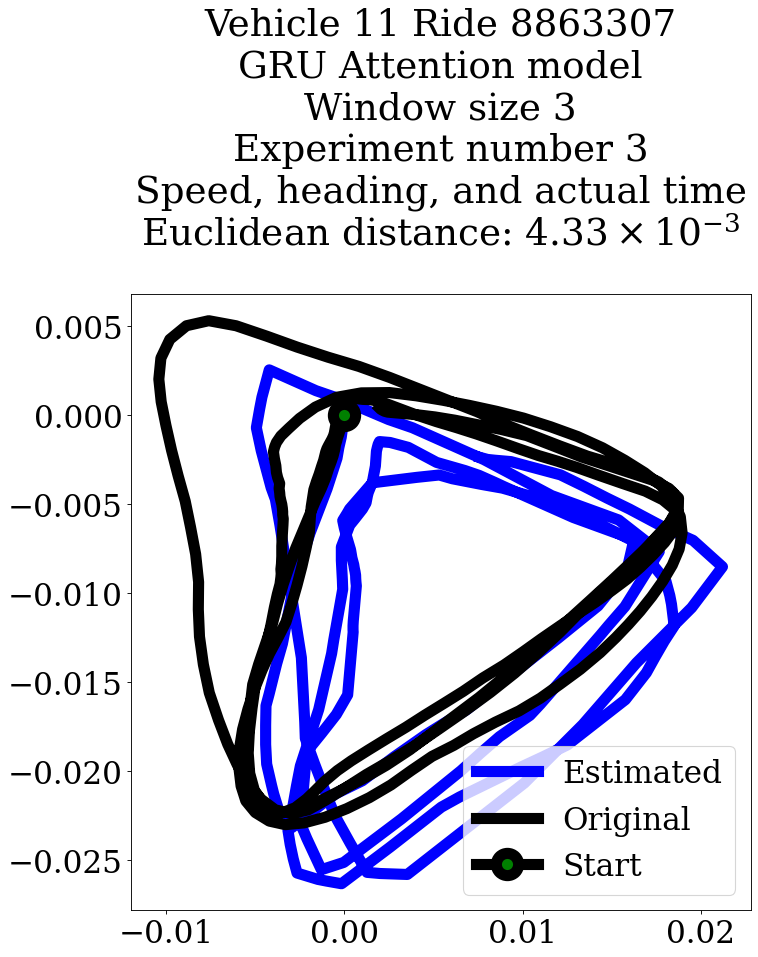 Vehicle 11 Ride 8863307
GRU Attention model
Window size 3
Experiment number 3
Speed, heading, and actual time
Euclidean distance: 4.33 × 10⁻³
0.005
0.000
−0.005
−0.010
−0.015
−0.020
−0.025
Estimated
Original
Start
−0.01
0.00
0.01
0.02